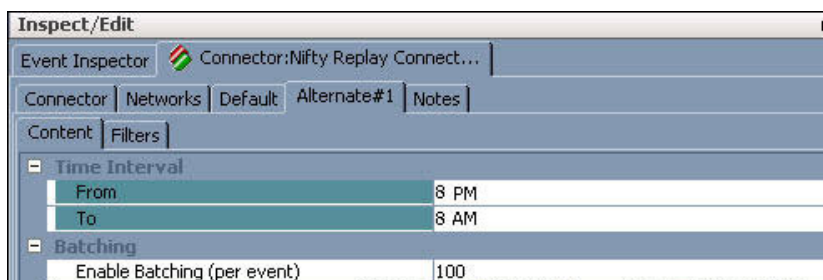 Inspect/Edit
Event Inspector Connector:Nifty Replay Connect...
Connector Networks Default Alternate#1 Notes
Content Filters
Time Interval
From 8 PM
To 8 AM
Batching
Enable Batching (per event) 100